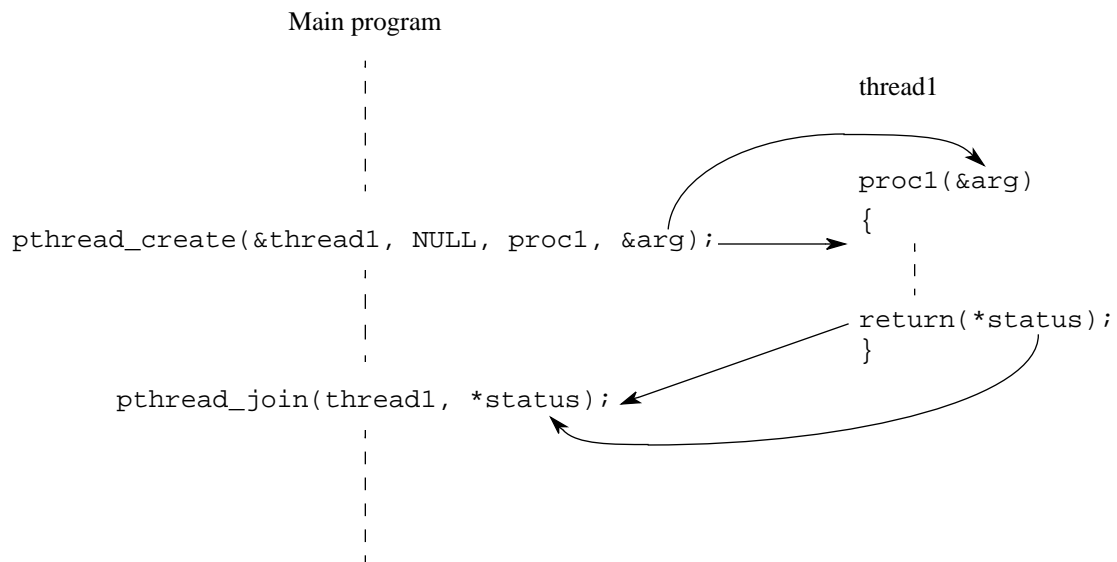 Main program
thread1
proc1(&arg)
{
pthread_create(&thread1, NULL, proc1, &arg);
return(*status);
}
pthread_join(thread1, *status);